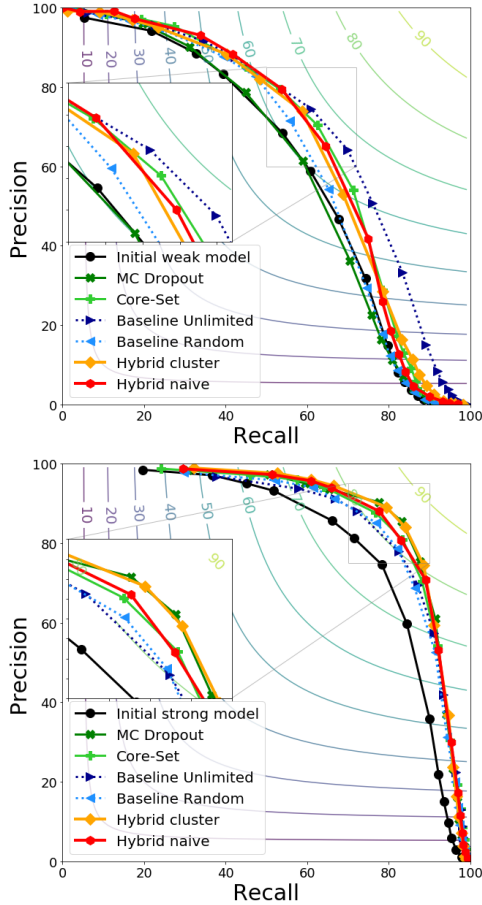 100
80
60
40
20
0
Precision
10
20
30
40
50
60
70
80
90
Initial weak model
MC Dropout
Core-Set
Baseline Unlimited
Baseline Random
Hybrid cluster
Hybrid naive
0
20
40
60
80
100
Recall
100
80
60
40
20
0
Precision
10
20
30
40
50
60
70
80
90
90
Initial strong model
MC Dropout
Core-Set
Baseline Unlimited
Baseline Random
Hybrid cluster
Hybrid naive
0
20
40
60
80
100
Recall